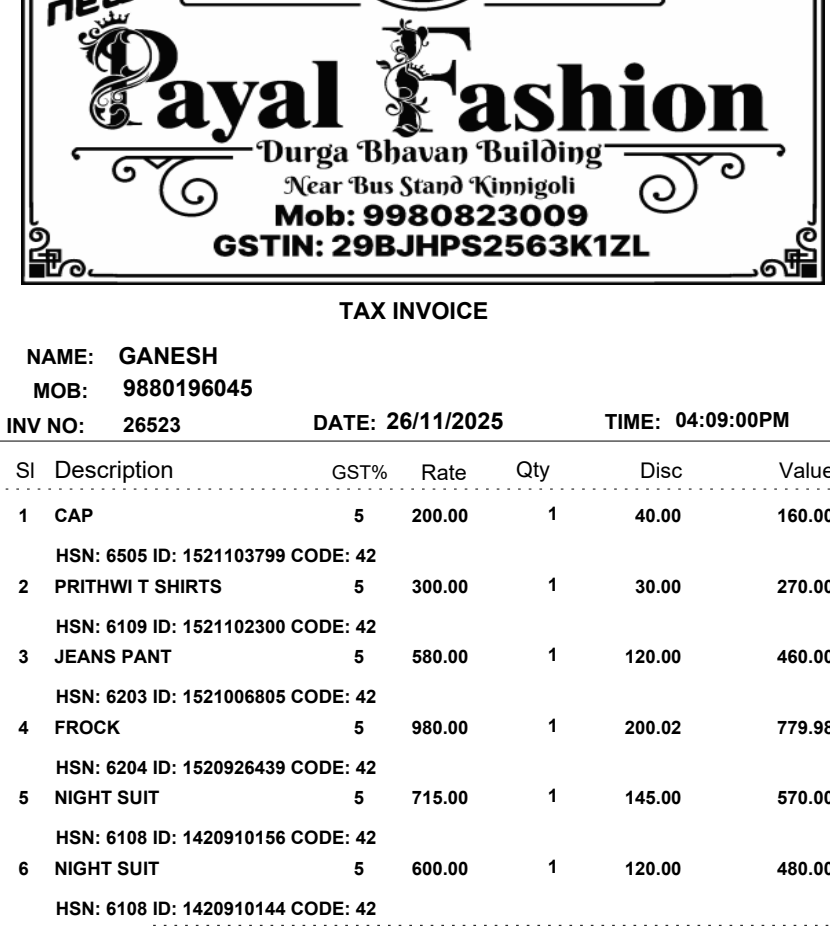 new
Payal Fashion
Durga Bhavan Building
Near Bus Stand Kinnigoli
Mob: 9980823009
GSTIN: 29BJHPS2563K1ZL
TAX INVOICE
NAME: GANESH
MOB: 9880196045
INV NO: 26523 DATE: 26/11/2025 TIME: 04:09:00PM
Sl Description GST% Rate Qty Disc Value
1 CAP 5 200.00 1 40.00 160.00
HSN: 6505 ID: 1521103799 CODE: 42
2 PRITHWI T SHIRTS 5 300.00 1 30.00 270.00
HSN: 6109 ID: 1521102300 CODE: 42
3 JEANS PANT 5 580.00 1 120.00 460.00
HSN: 6203 ID: 1521006805 CODE: 42
4 FROCK 5 980.00 1 200.02 779.98
HSN: 6204 ID: 1520926439 CODE: 42
5 NIGHT SUIT 5 715.00 1 145.00 570.00
HSN: 6108 ID: 1420910156 CODE: 42
6 NIGHT SUIT 5 600.00 1 120.00 480.00
HSN: 6108 ID: 1420910144 CODE: 42